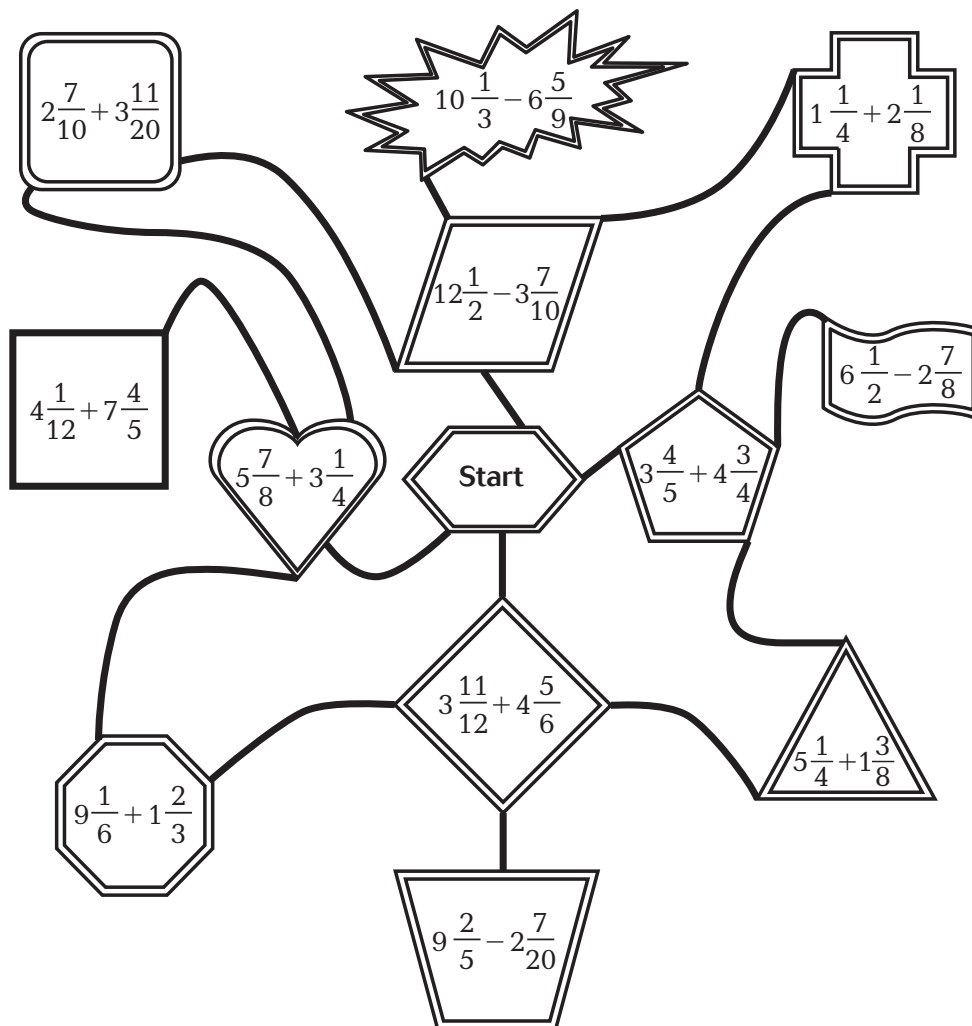 2 7/10 + 3 11/20
10 1/3 − 6 5/9
1 1/4 + 2 1/8
12 1/2 − 3 7/10
4 1/12 + 7 4/5
5 7/8 + 3 1/4
Start
3 4/5 + 4 3/4
6 1/2 − 2 7/8
3 11/12 + 4 5/6
9 1/6 + 1 2/3
5 1/4 + 1 3/8
9 2/5 − 2 7/20